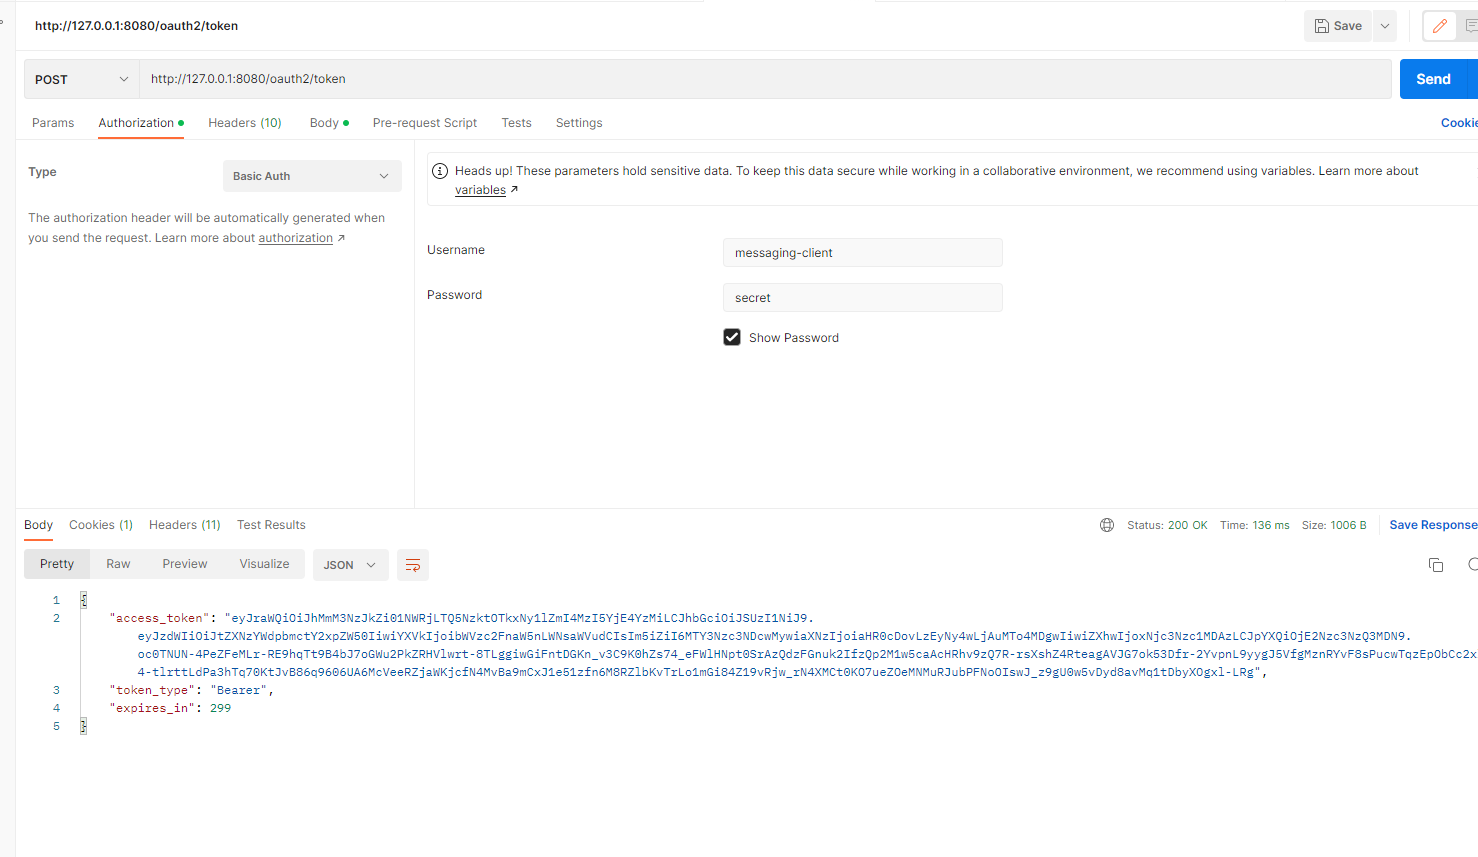 http://127.0.0.1:8080/oauth2/token
Save
POST
http://127.0.0.1:8080/oauth2/token
Send
Params
Authorization
Headers (10)
Body
Pre-request Script
Tests
Settings
Cookie
Type
Basic Auth
Heads up! These parameters hold sensitive data. To keep this data secure while working in a collaborative environment, we recommend using variables. Learn more about
variables ↗
The authorization header will be automatically generated when
you send the request. Learn more about authorization ↗
Username
messaging-client
Password
secret
Show Password
Body
Cookies (1)
Headers (11)
Test Results
Status: 200 OK
Time: 136 ms
Size: 1006 B
Save Response
Pretty
Raw
Preview
Visualize
JSON
1 {
2 "access_token": "eyJraWQiOiJhMmM3NzJkZi01NWRjLTQ5NzktOTkxNy1lZmI4MzI5YjE4YzMiLCJhbGciOiJSUzI1NiJ9.
eyJzdWIiOiJtZXNzYWdpbmctY2xpZW50IiwiYXVkIjoibWVzc2FnaW5nLWNsaWVudCIsIm5iZiI6MTY3Nzc3NDcwMywiaXNzIjoiaHR0cDovLzEyNy4wLjAuMTo4MDgwIiwiZXhwIjoxNjc3Nzc1MDAzLCJpYXQiOjE2Nzc3NzQ3MDN9.
oc0TNUN-4PeZFeMLr-RE9hqTt9B4bJ7oGWu2PkZRHVlwrt-8TLggiwGiFntDGKn_v3C9K0hZs74_eFWlHNpt0SrAzQdzFGnuk2IfzQp2M1w5caAcHRhv9zQ7R-rsXshZ4RteagAVJG7ok53Dfr-2YvpnL9yygJ5VfgMznRYvF8sPucwTqzEpObCc2x
4-tlrttLdPa3hTq70KtJvB86q9606UA6McVeeRZjaWKjcfN4MvBa9mCxJ1e51zfn6M8RZlbKvTrLo1mGi84Z19vRjw_rN4XMCt0KO7ueZOeMNMuRJubPFNoOIswJ_z9gU0w5vDyd8avMq1tDbyXOgxl-LRg",
3 "token_type": "Bearer",
4 "expires_in": 299
5 }